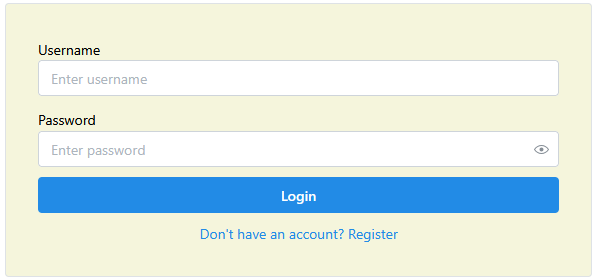 Username
Enter username
Password
Enter password
Login
Don't have an account? Register